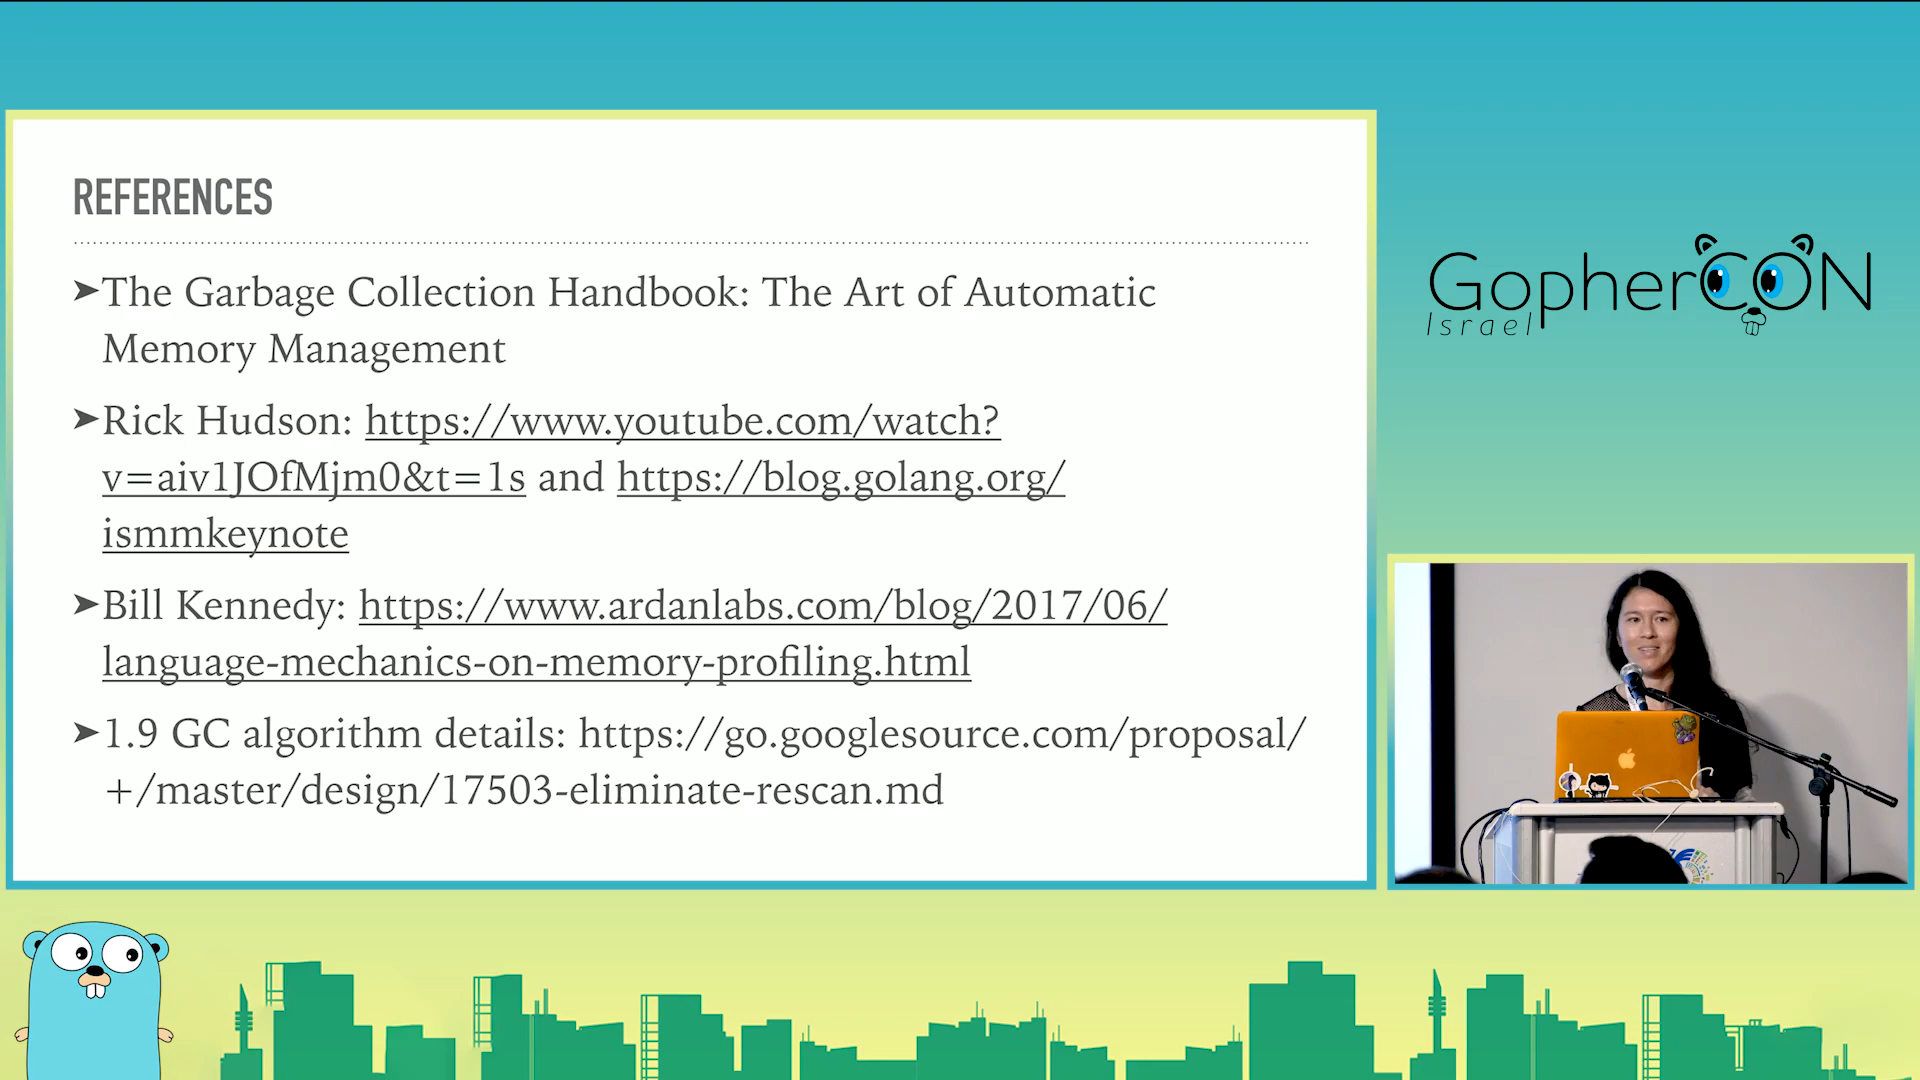 REFERENCES
➤The Garbage Collection Handbook: The Art of Automatic
Memory Management
➤Rick Hudson: https://www.youtube.com/watch?
v=aiv1JOfMjm0&t=1s and https://blog.golang.org/
ismmkeynote
➤Bill Kennedy: https://www.ardanlabs.com/blog/2017/06/
language-mechanics-on-memory-profiling.html
➤1.9 GC algorithm details: https://go.googlesource.com/proposal/
+/master/design/17503-eliminate-rescan.md
GopherCON
Israel